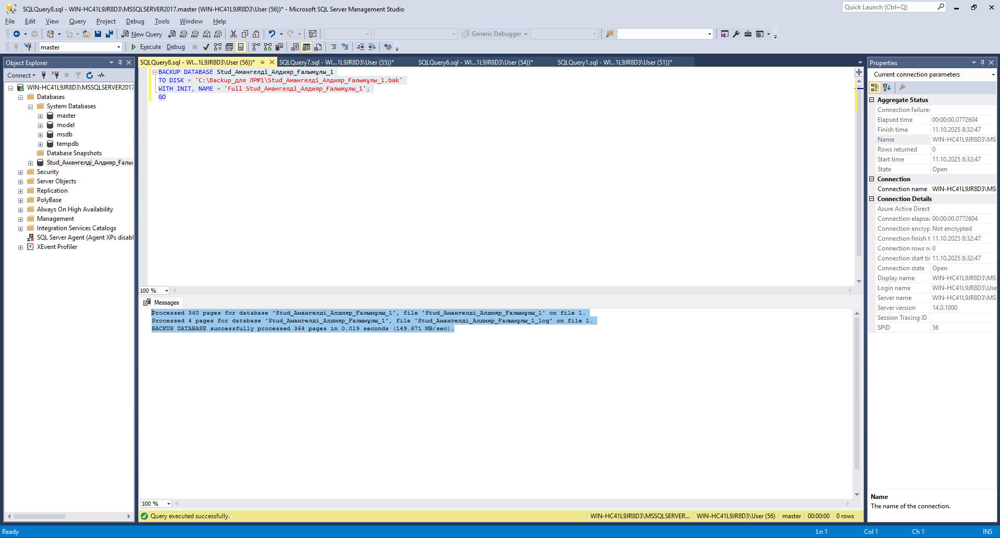 SQLQuery8.sql - WIN-HC41L9JR8D3\MSSQLSERVER2017.master (WIN-HC41L9JR8D3\User (56))* - Microsoft SQL Server Management Studio
Quick Launch (Ctrl+Q)
File Edit View Query Project Debug Tools Window Help
New Query
MDX DMX XMLA DAX
Generic Debugger
master
Execute Debug
Object Explorer
Connect
WIN-HC41L9JR8D3\MSSQLSERVER2017
Databases
System Databases
master
model
msdb
tempdb
Database Snapshots
Stud_Амангелді_Алдияр_Ғалы
Security
Server Objects
Replication
PolyBase
Always On High Availability
Management
Integration Services Catalogs
SQL Server Agent (Agent XPs disabl
XEvent Profiler
SQLQuery8.sql - WI...1L9JR8D3\User (56))* SQLQuery7.sql - WI...1L9JR8D3\User (55))* SQLQuery6.sql - WI...1L9JR8D3\User (54))* SQLQuery1.sql - WI...1L9JR8D3\User (51))*
BACKUP DATABASE Stud_Амангелді_Алдияр_Ғалымұлы_1
TO DISK = 'C:\Backup_для ЛР№1\Stud_Амангелді_Алдияр_Ғалымұлы_1.bak'
WITH INIT, NAME = 'Full Stud_Амангелді_Алдияр_Ғалымұлы_1';
GO
100 %
Messages
Processed 360 pages for database 'Stud_Амангелді_Алдияр_Ғалымұлы_1', file 'Stud_Амангелді_Алдияр_Ғалымұлы_1' on file 1.
Processed 4 pages for database 'Stud_Амангелді_Алдияр_Ғалымұлы_1', file 'Stud_Амангелді_Алдияр_Ғалымұлы_1_log' on file 1.
BACKUP DATABASE successfully processed 364 pages in 0.019 seconds (149.671 MB/sec).
100 %
Query executed successfully. WIN-HC41L9JR8D3\MSSQLSERVER... WIN-HC41L9JR8D3\User (56) master 00:00:00 0 rows
Properties
Current connection parameters
Aggregate Status
Connection failures
Elapsed time 00:00:00.0772604
Finish time 11.10.2025 8:32:47
Name WIN-HC41L9JR8D3\MS
Rows returned 0
Start time 11.10.2025 8:32:47
State Open
Connection
Connection name WIN-HC41L9JR8D3\MS
Connection Details
Azure Active Direct
Connection elapse 00:00:00.0772604
Connection encryp Not encrypted
Connection finish t 11.10.2025 8:32:47
Connection rows re 0
Connection start ti 11.10.2025 8:32:47
Connection state Open
Display name WIN-HC41L9JR8D3\MS
Login name WIN-HC41L9JR8D3\Use
Server name WIN-HC41L9JR8D3\MS
Server version 14.0.1000
Session Tracing ID
SPID 56
Name
The name of the connection.
Ready Ln 1 Col 1 Ch 1 INS